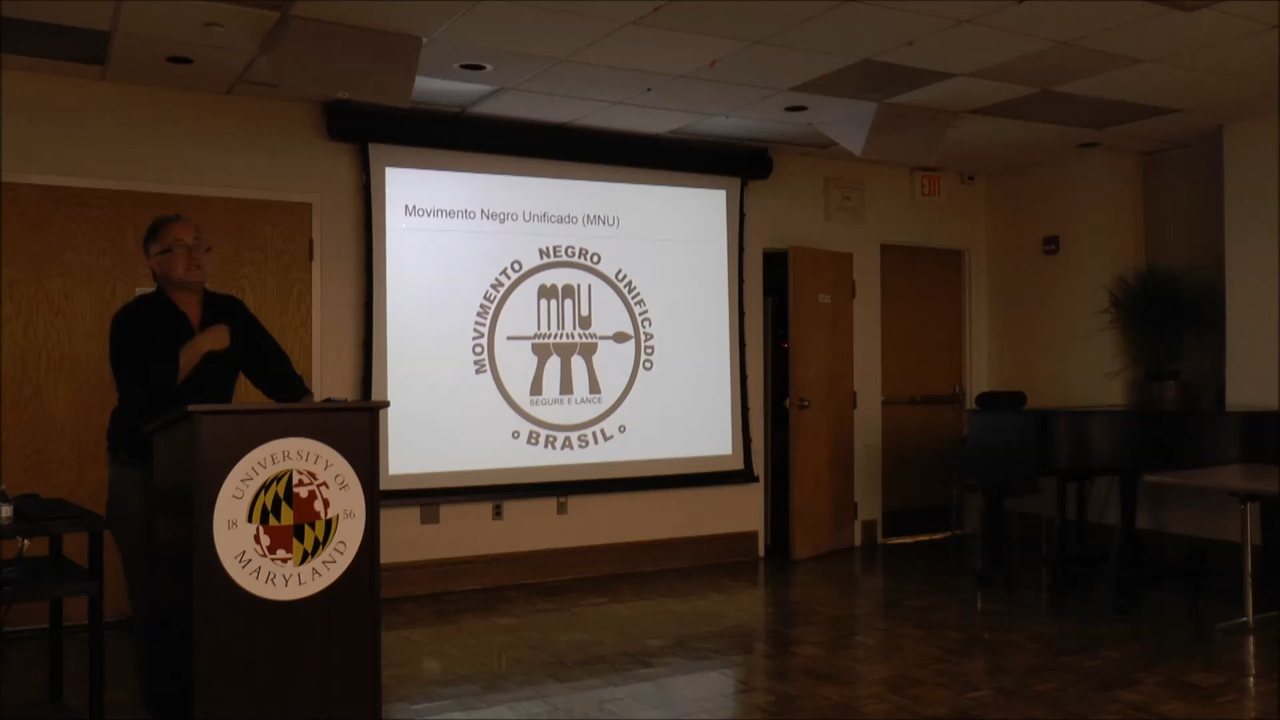 Movimento Negro Unificado (MNU)
MOVIMENTO NEGRO UNIFICADO
MNU
SEGURE E LANCE
BRASIL
EXIT
UNIVERSITY OF
18 56
MARYLAND